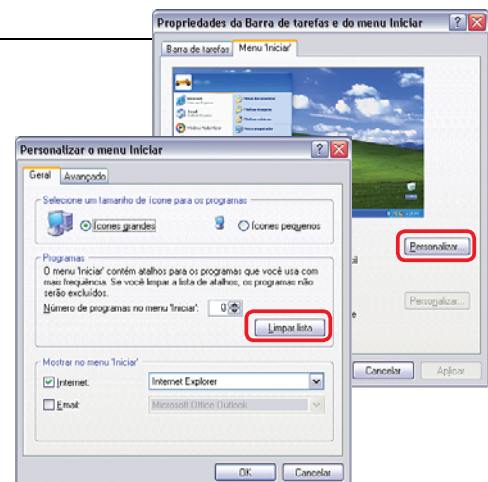 Propriedades da Barra de tarefas e do menu Iniciar
Barra de tarefas
Menu 'Iniciar'
Personalizar...
Personalizar...
Cancelar
Aplicar
Personalizar o menu Iniciar
Geral
Avançado
Selecione um tamanho de ícone para os programas
Ícones grandes
Ícones pequenos
Programas
O menu 'Iniciar' contém atalhos para os programas que você usa com
mais freqüência. Se você limpar a lista de atalhos, os programas não
serão excluídos.
Número de programas no menu 'Iniciar':
0
Limpar lista
Mostrar no menu 'Iniciar'
Internet:
Internet Explorer
Email:
Microsoft Office Outlook
OK
Cancelar